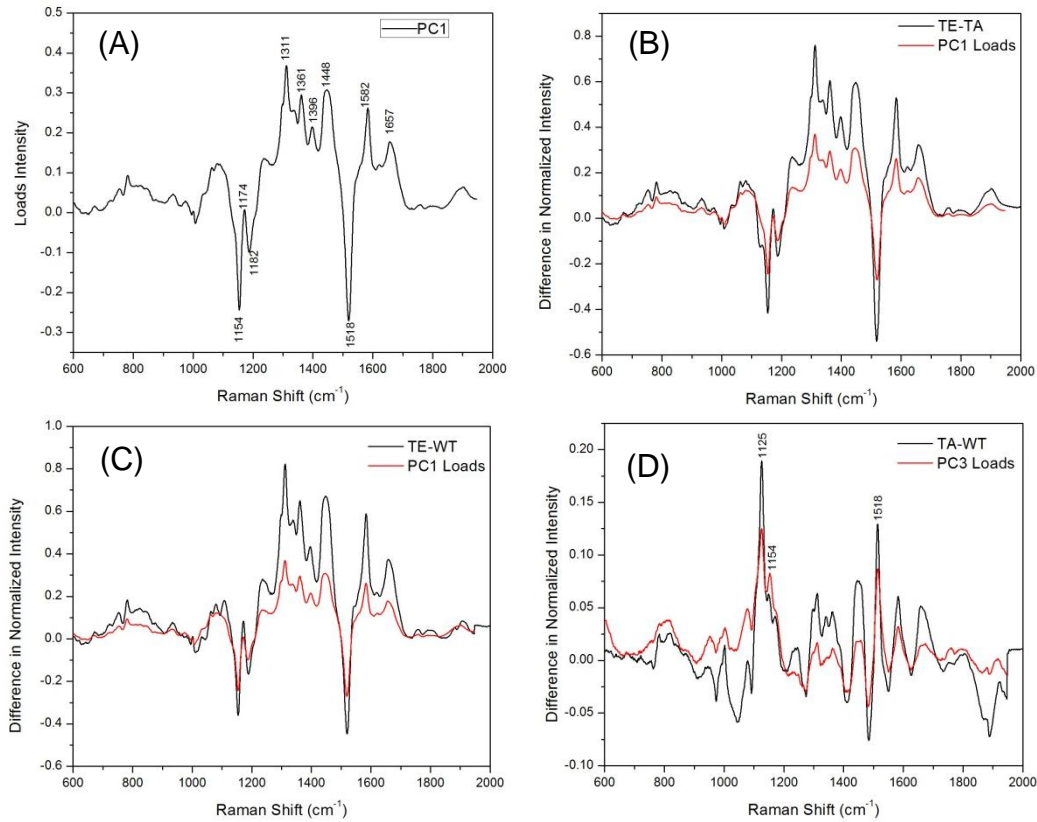 (A)
PC1
0.5
0.4
0.3
0.2
0.1
0.0
-0.1
-0.2
-0.3
Loads Intensity
1311
1361
1396
1448
1582
1657
1174
1182
1154
1518
600 800 1000 1200 1400 1600 1800 2000
Raman Shift (cm⁻¹)
(B)
TE-TA
PC1 Loads
0.8
0.6
0.4
0.2
0.0
-0.2
-0.4
-0.6
Difference in Normalized Intensity
600 800 1000 1200 1400 1600 1800 2000
Raman Shift (cm⁻¹)
(C)
TE-WT
PC1 Loads
1.0
0.8
0.6
0.4
0.2
0.0
-0.2
-0.4
-0.6
Difference in Normalized Intensity
600 800 1000 1200 1400 1600 1800 2000
Raman Shift (cm⁻¹)
(D)
TA-WT
PC3 Loads
0.20
0.15
0.10
0.05
0.00
-0.05
-0.10
Difference in Normalized Intensity
1125
1154
1518
600 800 1000 1200 1400 1600 1800 2000
Raman Shift (cm⁻¹)